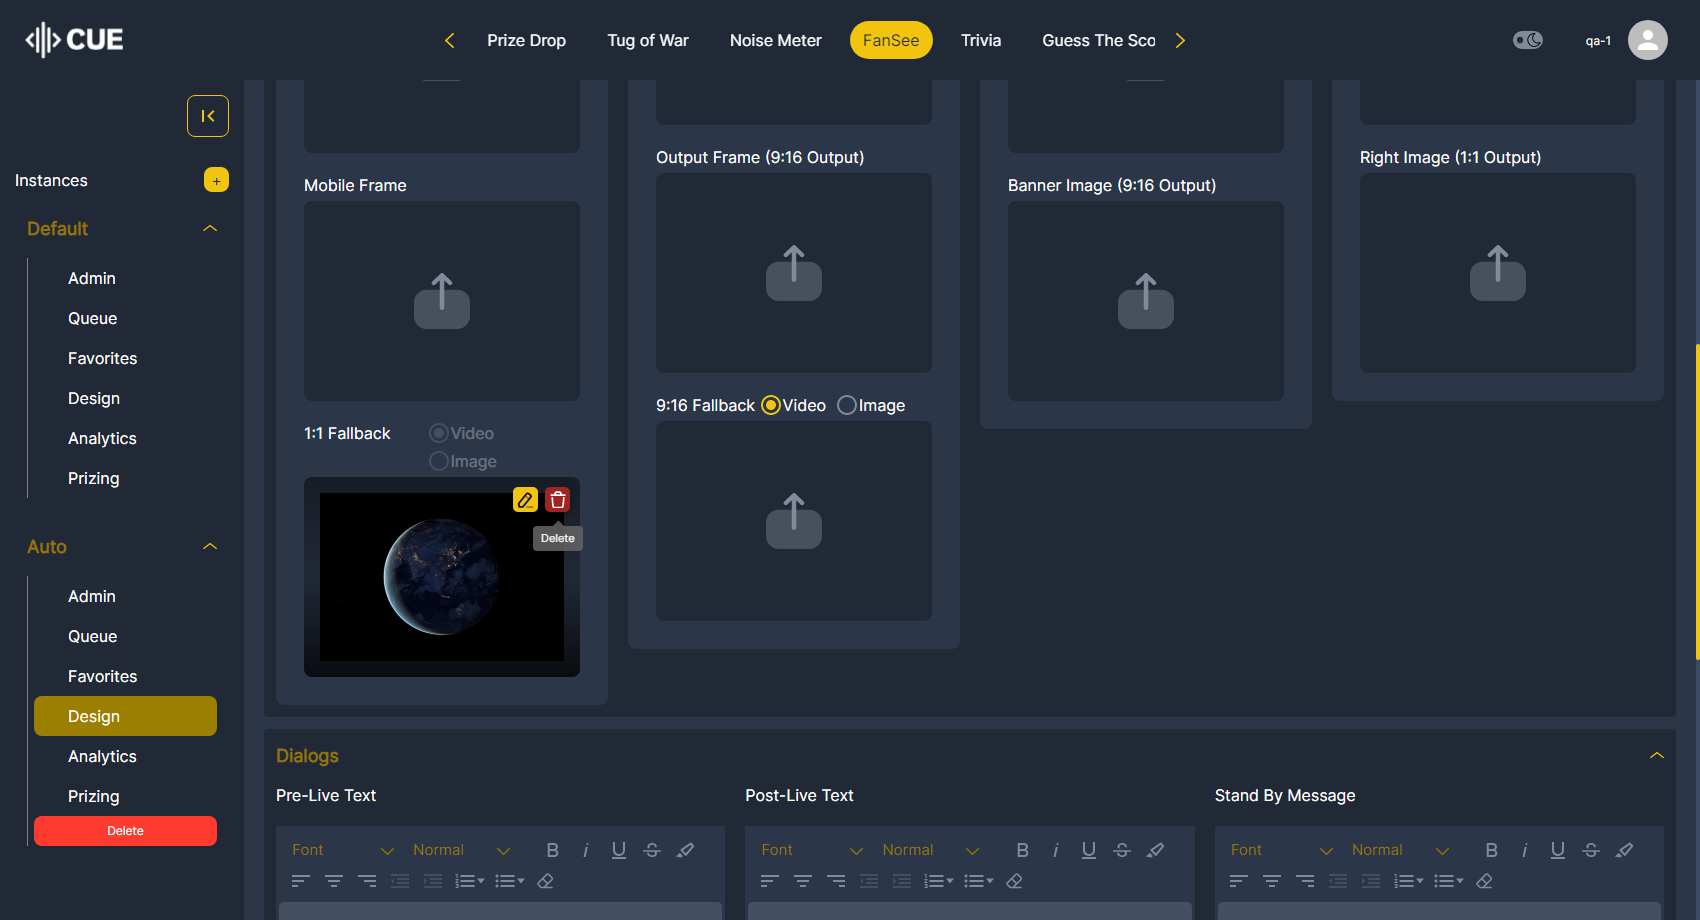 CUE
Prize Drop
Tug of War
Noise Meter
FanSee
Trivia
Guess The Sco
qa-1
Instances
+
Default
Admin
Queue
Favorites
Design
Analytics
Prizing
Auto
Admin
Queue
Favorites
Design
Analytics
Prizing
Delete
Mobile Frame
1:1 Fallback
Video
Image
Delete
Output Frame (9:16 Output)
9:16 Fallback Video Image
Banner Image (9:16 Output)
Right Image (1:1 Output)
Dialogs
Pre-Live Text
Font Normal B i U S
Post-Live Text
Font Normal B i U S
Stand By Message
Font Normal B i U S